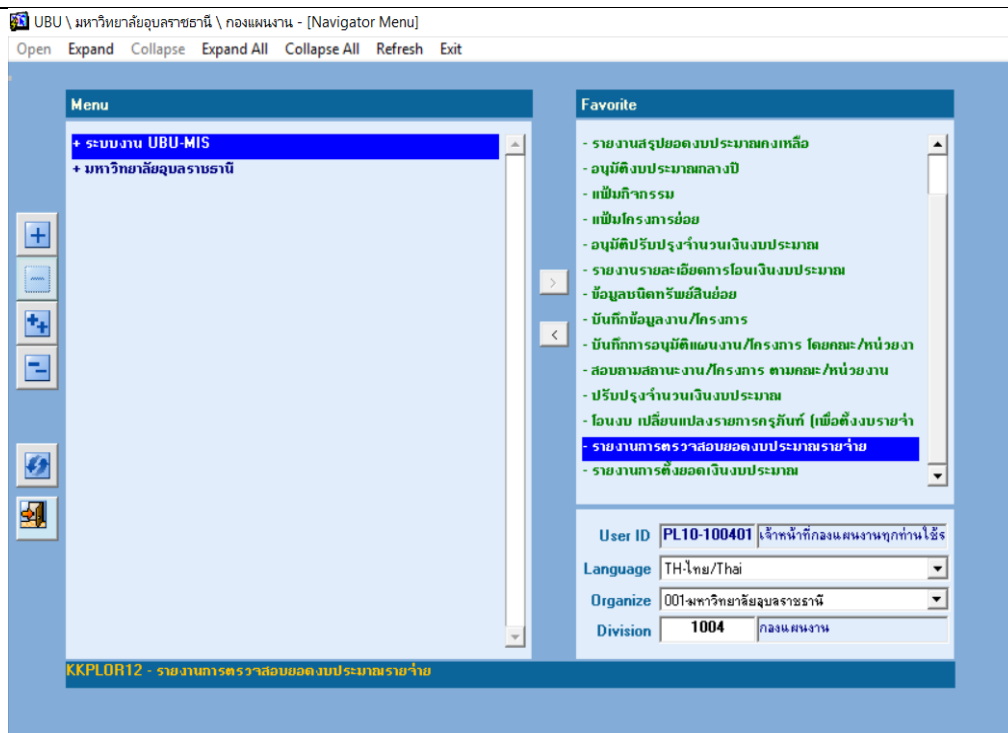 UBU \ มหาวิทยาลัยอุบลราชธานี \ กองแผนงาน - [Navigator Menu]
Open Expand Collapse Expand All Collapse All Refresh Exit
Menu
+ ระบบงาน UBU-MIS
+ มหาวิทยาลัยอุบลราชธานี
Favorite
- รายงานสรุปยอดงบประมาณคงเหลือ
- อนุมัติงบประมาณกลางปี
- แฟ้มกิจกรรม
- แฟ้มโครงการย่อย
- อนุมัติปรับปรุงจำนวนเงินงบประมาณ
- รายงานรายละเอียดการโอนเงินงบประมาณ
- ข้อมูลชนิดทรัพย์สินย่อย
- บันทึกข้อมูลงาน/โครงการ
- บันทึกการอนุมัติแผนงาน/โครงการ โดยคณะ/หน่วยงา
- สอบถามสถานะงาน/โครงการ ตามคณะ/หน่วยงาน
- ปรับปรุงจำนวนเงินงบประมาณ
- โอนงบ เปลี่ยนแปลงรายการครุภัณฑ์ (เพื่อตั้งงบรายจ่า
- รายงานการตรวจสอบยอดงบประมาณรายจ่าย
- รายงานการตั้งยอดเงินงบประมาณ
>
<
User ID PL10-100401 เจ้าหน้าที่กองแผนงานทุกท่านใช้ร
Language TH-ไทย/Thai
Organize 001-มหาวิทยาลัยอุบลราชธานี
Division 1004 กองแผนงาน
KKPLOR12 - รายงานการตรวจสอบยอดงบประมาณรายจ่าย